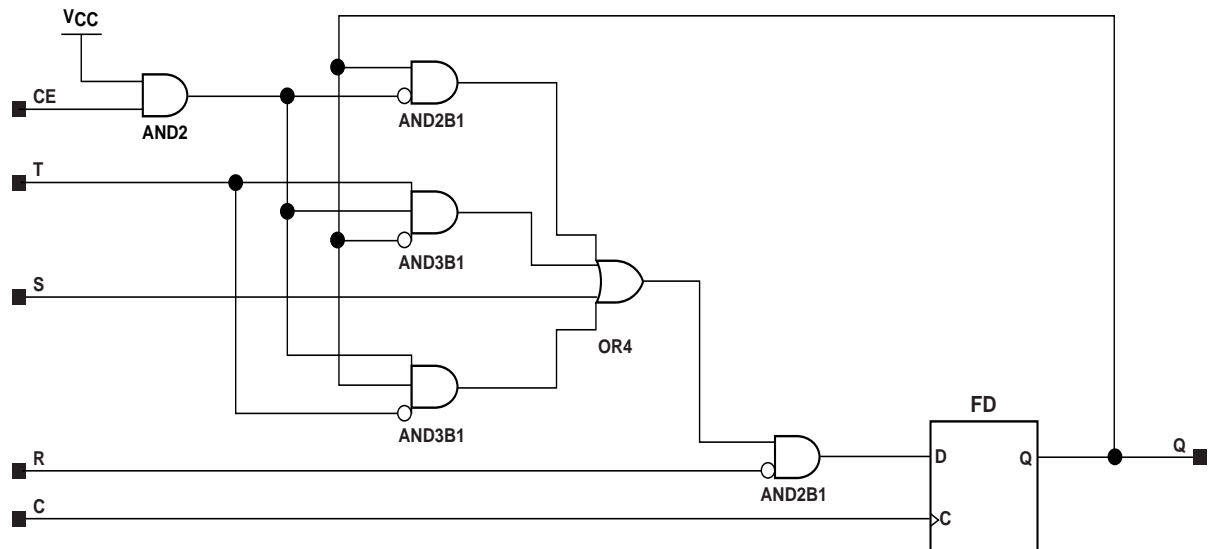 VCC
CE
AND2
AND2B1
T
AND3B1
S
OR4
AND3B1
FD
R
D
Q
Q
AND2B1
C
C